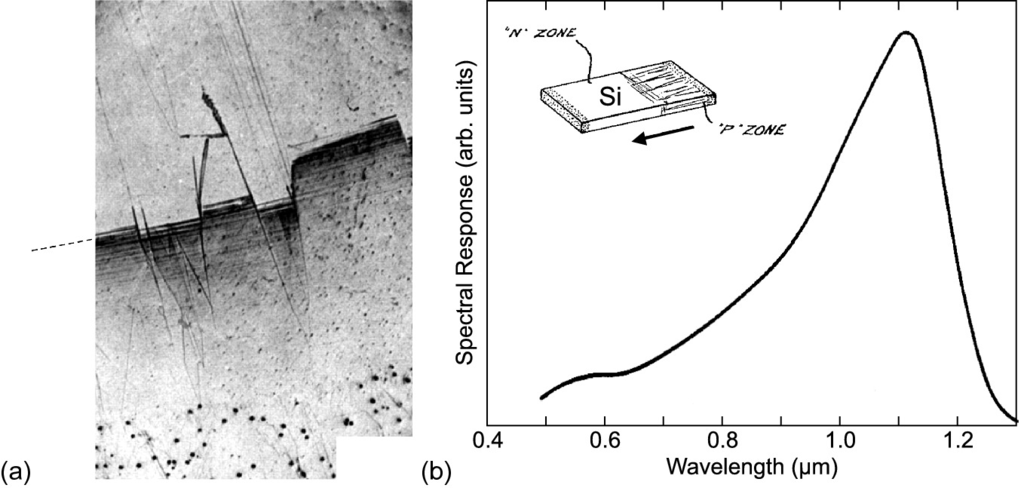 (a)
(b)
Spectral Response (arb. units)
"N" ZONE
Si
"P" ZONE
0.4 0.6 0.8 1.0 1.2
Wavelength (μm)